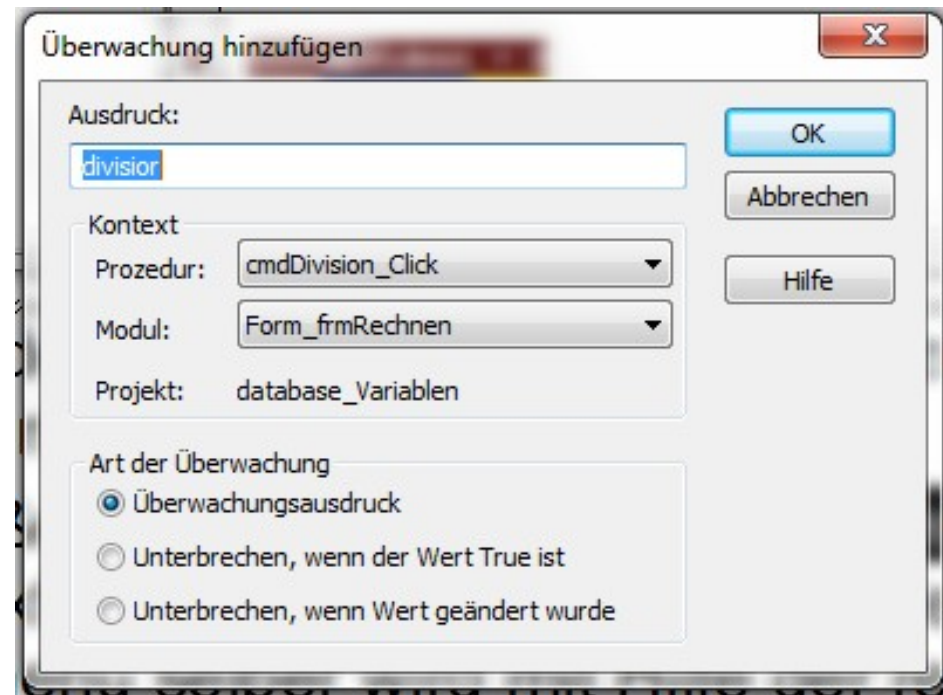 Überwachung hinzufügen
Ausdruck:
division
OK
Abbrechen
Kontext
Prozedur: cmdDivision_Click
Hilfe
Modul: Form_frmRechnen
Projekt: database_Variablen
Art der Überwachung
Überwachungsausdruck
Unterbrechen, wenn der Wert True ist
Unterbrechen, wenn Wert geändert wurde